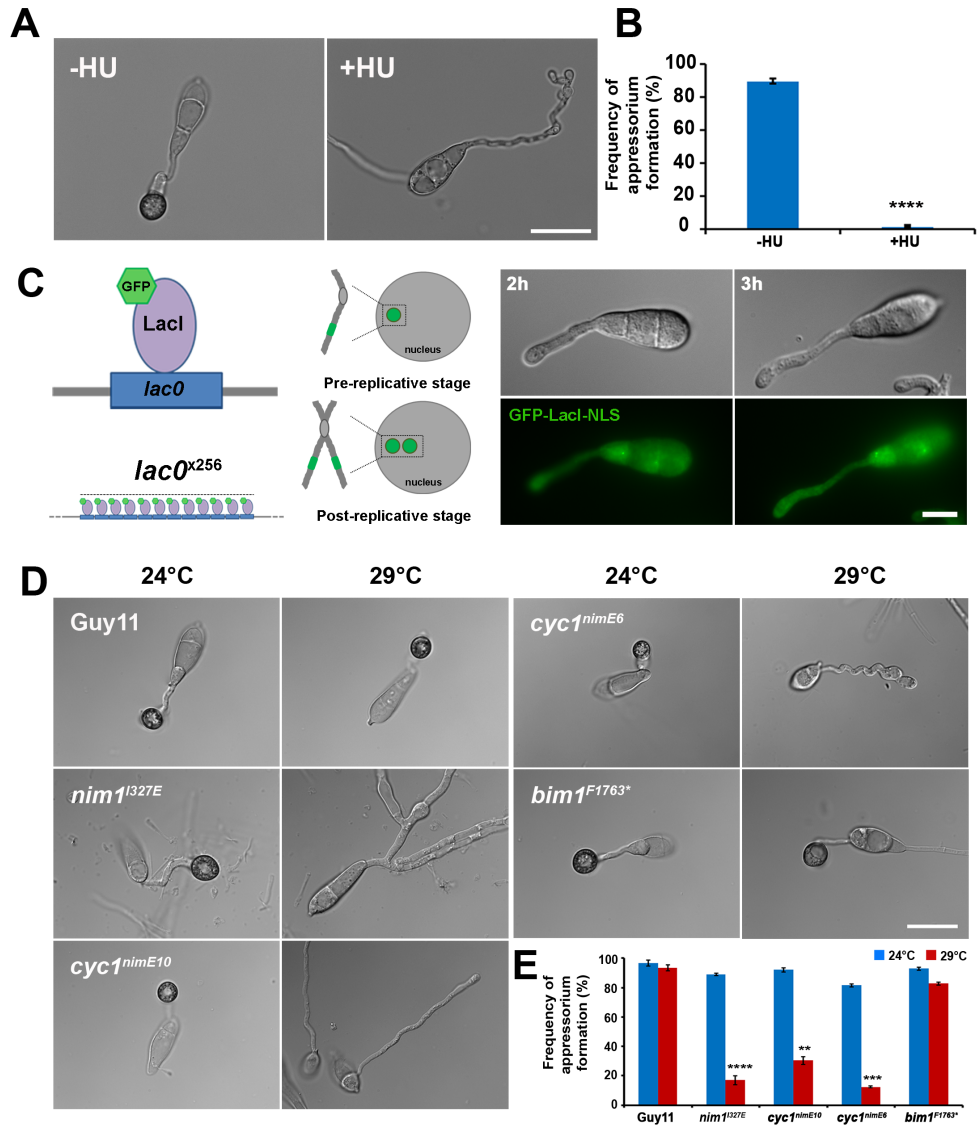 A
-HU
+HU
B
Frequency of
appressorium
formation (%)
100
80
60
40
20
0
****
-HU
+HU
C
GFP
LacI
lac0
lac0x256
nucleus
Pre-replicative stage
nucleus
Post-replicative stage
2h
3h
GFP-LacI-NLS
D
24°C
29°C
24°C
29°C
Guy11
cyc1nimE6
nim1I327E
bim1F1763*
cyc1nimE10
E
Frequency of
appressorium
formation (%)
100
80
60
40
20
0
24°C
29°C
****
**
***
Guy11
nim1I327E
cyc1nimE10
cyc1nimE6
bim1F1763*